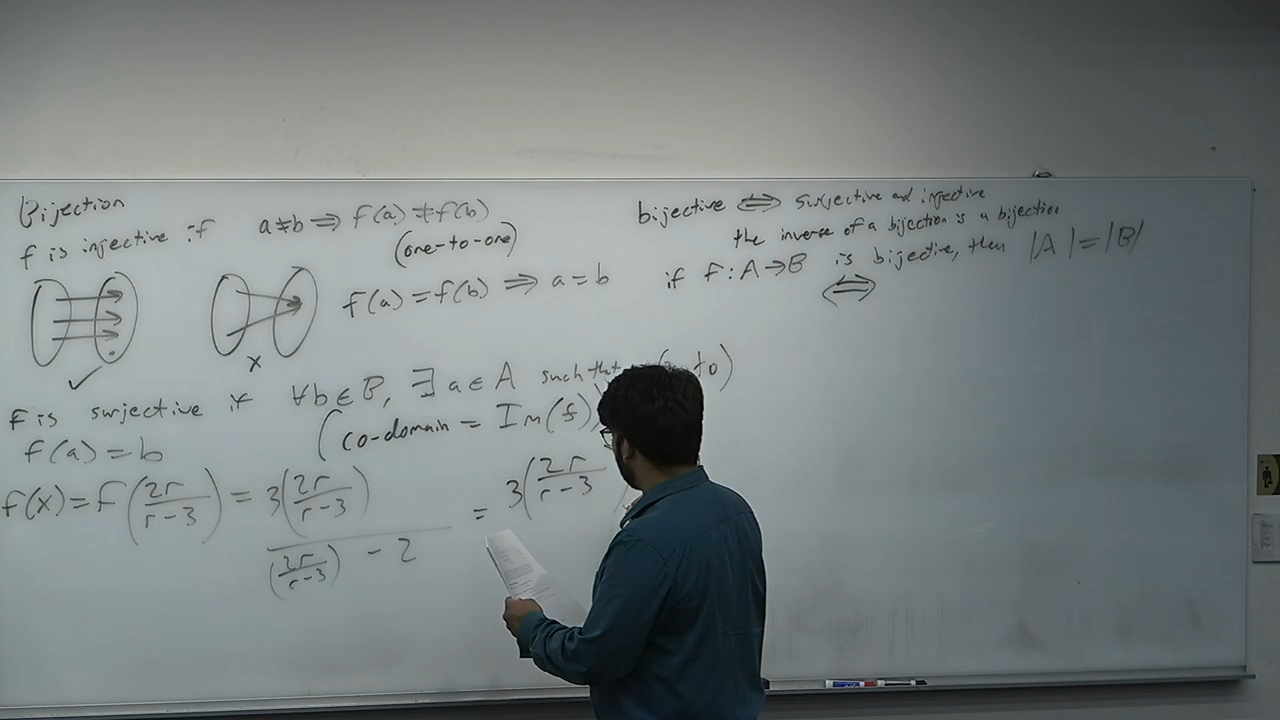 Bijection
f is injective if a≠b ⇒ f(a) ≠ f(b)
(one-to-one)
f(a) = f(b) ⇒ a = b
✓
x
f is surjective if ∀b ∈ B, ∃ a ∈ A such that
f(a) = b
(co-domain = Im(f)
f(x) = f(2r/(r-3)) = 3(2r/(r-3)) / ((2r/(r-3)) - 2) = 3(2r/(r-3)
bijective ⇔ surjective and injective
the inverse of a bijection is a bijection
if f: A→B is bijective, then |A| = |B|
(⇔)